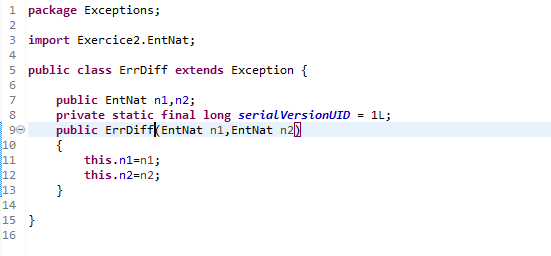 1 package Exceptions;
2
3 import Exercice2.EntNat;
4
5 public class ErrDiff extends Exception {
6
7     public EntNat n1,n2;
8     private static final long serialVersionUID = 1L;
9     public ErrDiff(EntNat n1,EntNat n2)
10     {
11         this.n1=n1;
12         this.n2=n2;
13     }
14
15 }
16